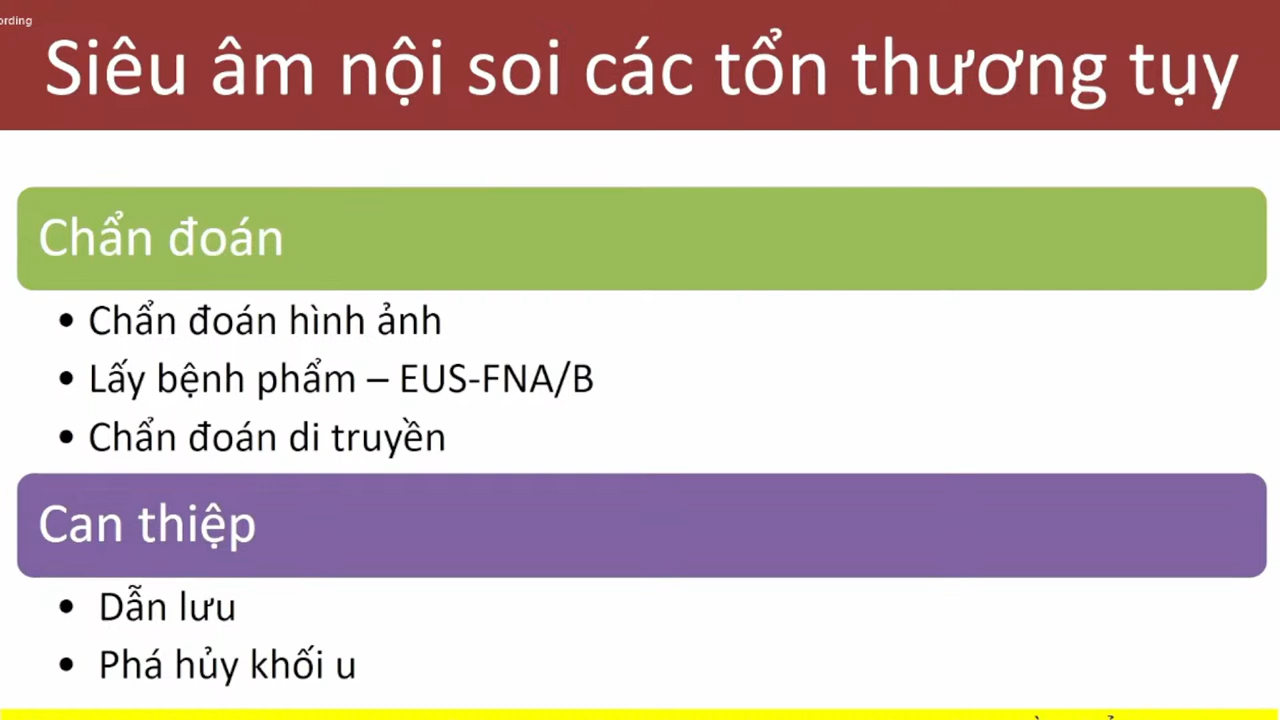 Siêu âm nội soi các tổn thương tụy
Chẩn đoán
• Chẩn đoán hình ảnh
• Lấy bệnh phẩm – EUS-FNA/B
• Chẩn đoán di truyền
Can thiệp
• Dẫn lưu
• Phá hủy khối u